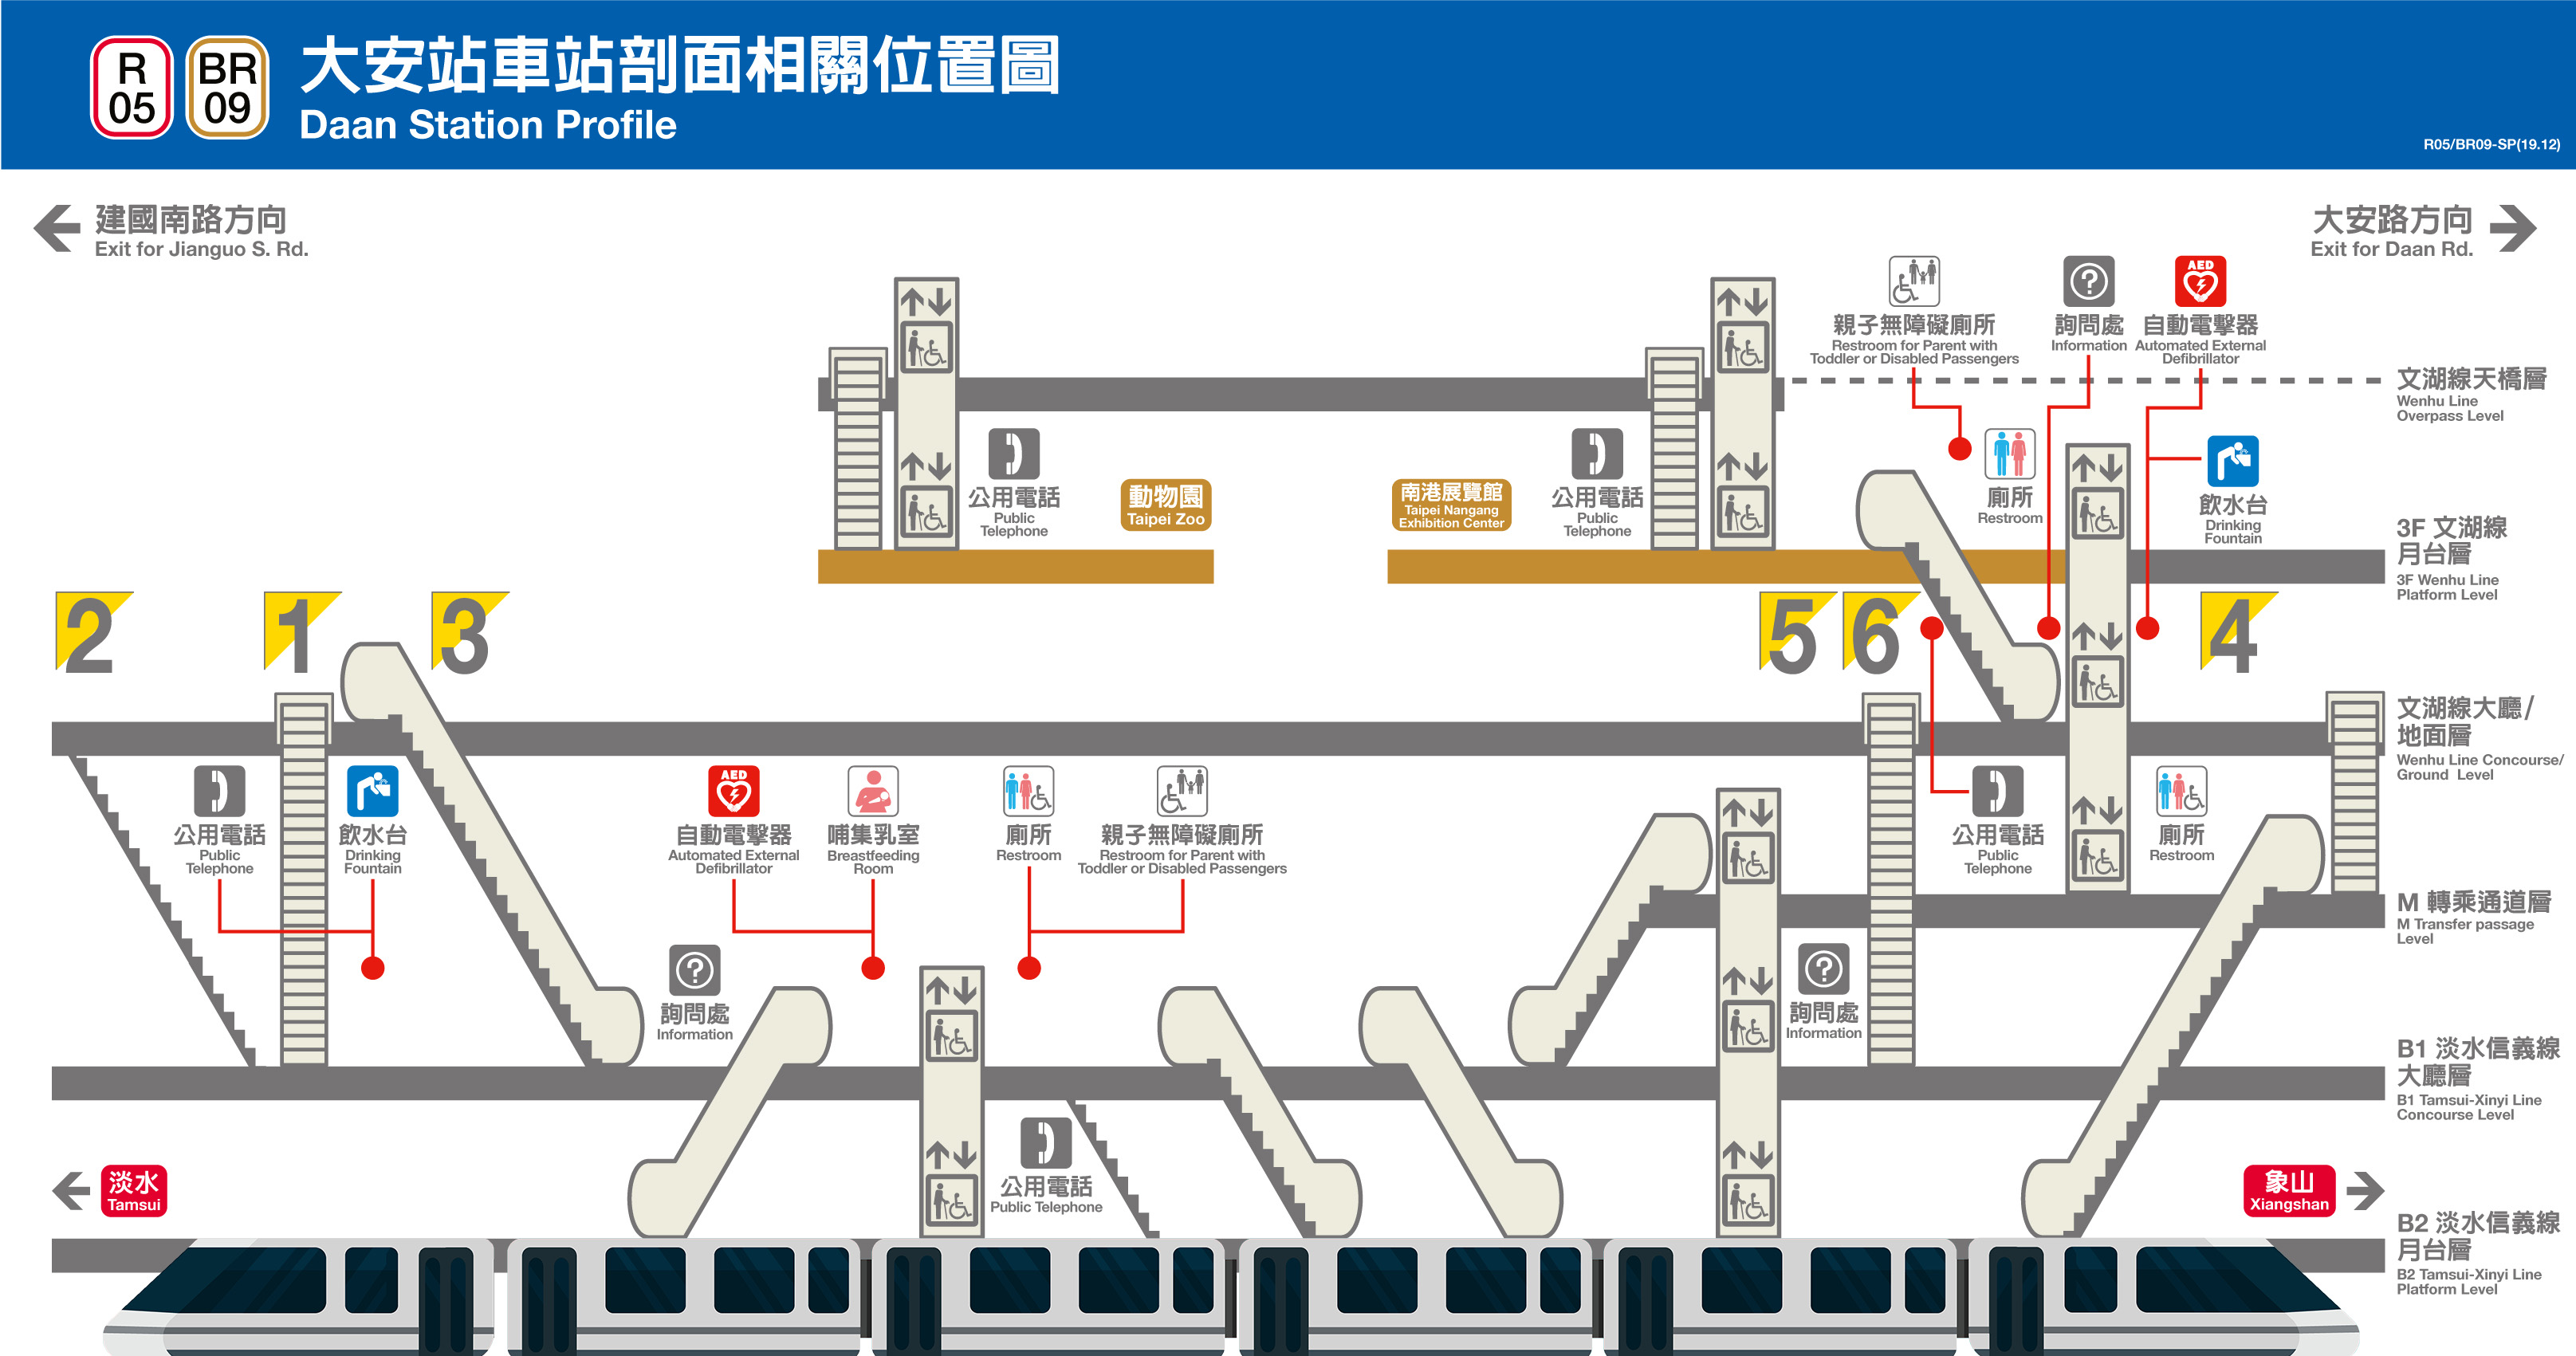 R
05
BR
09
大安站車站剖面相關位置圖
Daan Station Profile
R05/BR09-SP(19.12)
建國南路方向
Exit for Jianguo S. Rd.
大安路方向
Exit for Daan Rd.
親子無障礙廁所
Restroom for Parent with
Toddler or Disabled Passengers
詢問處
Information
AED
自動電擊器
Automated External
Defibrillator
文湖線天橋層
Wenhu Line
Overpass Level
公用電話
Public
Telephone
動物園
Taipei Zoo
南港展覽館
Taipei Nangang
Exhibition Center
公用電話
Public
Telephone
廁所
Restroom
飲水台
Drinking
Fountain
3F 文湖線
月台層
3F Wenhu Line
Platform Level
2
1
3
5
6
4
文湖線大廳/
地面層
Wenhu Line Concourse/
Ground Level
公用電話
Public
Telephone
飲水台
Drinking
Fountain
AED
自動電擊器
Automated External
Defibrillator
哺集乳室
Breastfeeding
Room
廁所
Restroom
親子無障礙廁所
Restroom for Parent with
Toddler or Disabled Passengers
公用電話
Public
Telephone
廁所
Restroom
M 轉乘通道層
M Transfer passage
Level
詢問處
Information
詢問處
Information
B1 淡水信義線
大廳層
B1 Tamsui-Xinyi Line
Concourse Level
公用電話
Public Telephone
淡水
Tamsui
象山
Xiangshan
B2 淡水信義線
月台層
B2 Tamsui-Xinyi Line
Platform Level